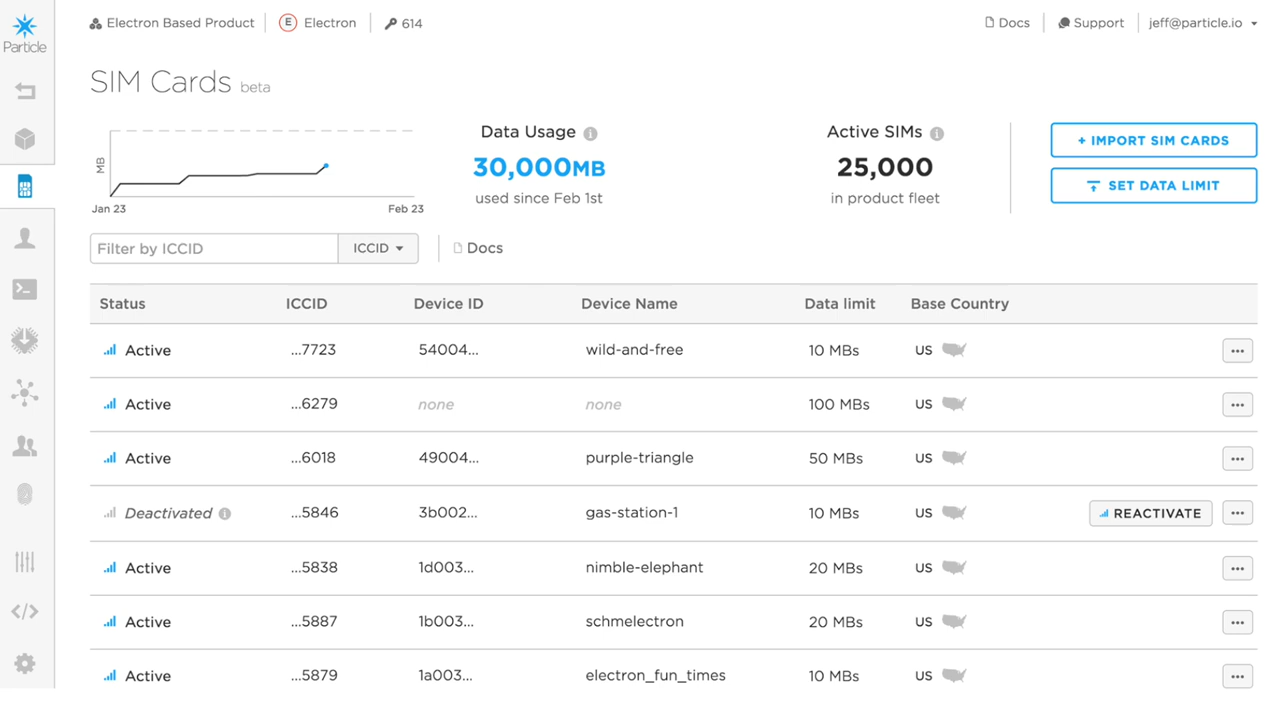 Particle
Electron Based Product
E Electron
614
Docs
Support
jeff@particle.io
SIM Cards beta
MB
Jan 23 Feb 23
Data Usage
30,000MB
used since Feb 1st
Active SIMs
25,000
in product fleet
+ IMPORT SIM CARDS
SET DATA LIMIT
Filter by ICCID ICCID Docs
Status ICCID Device ID Device Name Data limit Base Country
Active ...7723 54004... wild-and-free 10 MBs US ...
Active ...6279 none none 100 MBs US ...
Active ...6018 49004... purple-triangle 50 MBs US ...
Deactivated ...5846 3b002... gas-station-1 10 MBs US REACTIVATE ...
Active ...5838 1d003... nimble-elephant 20 MBs US ...
Active ...5887 1b003... schmelectron 20 MBs US ...
Active ...5879 1a003... electron_fun_times 10 MBs US ...